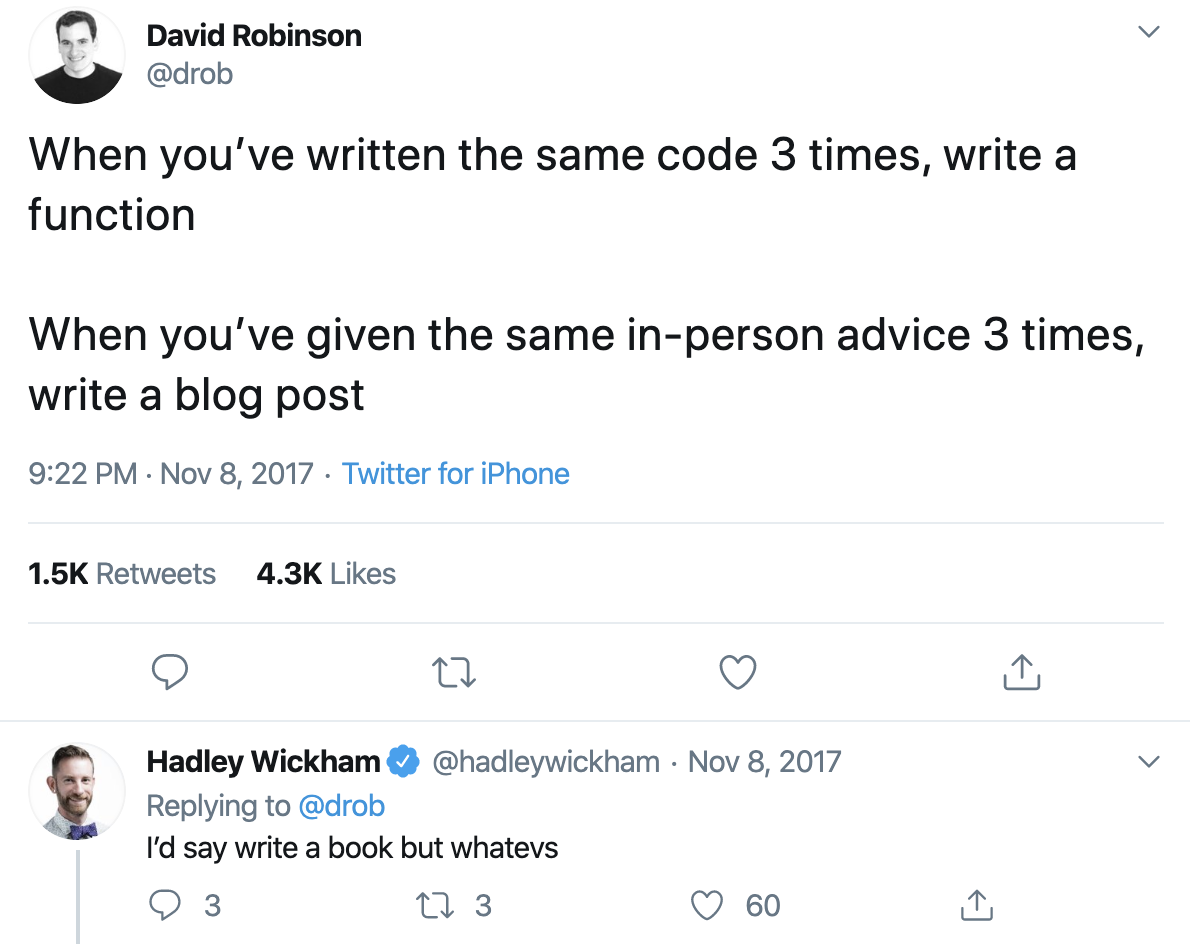 David Robinson
@drob
When you’ve written the same code 3 times, write a
function
When you’ve given the same in-person advice 3 times,
write a blog post
9:22 PM · Nov 8, 2017 · Twitter for iPhone
1.5K Retweets 4.3K Likes
Hadley Wickham @hadleywickham · Nov 8, 2017
Replying to @drob
I’d say write a book but whatevs
3 3 60